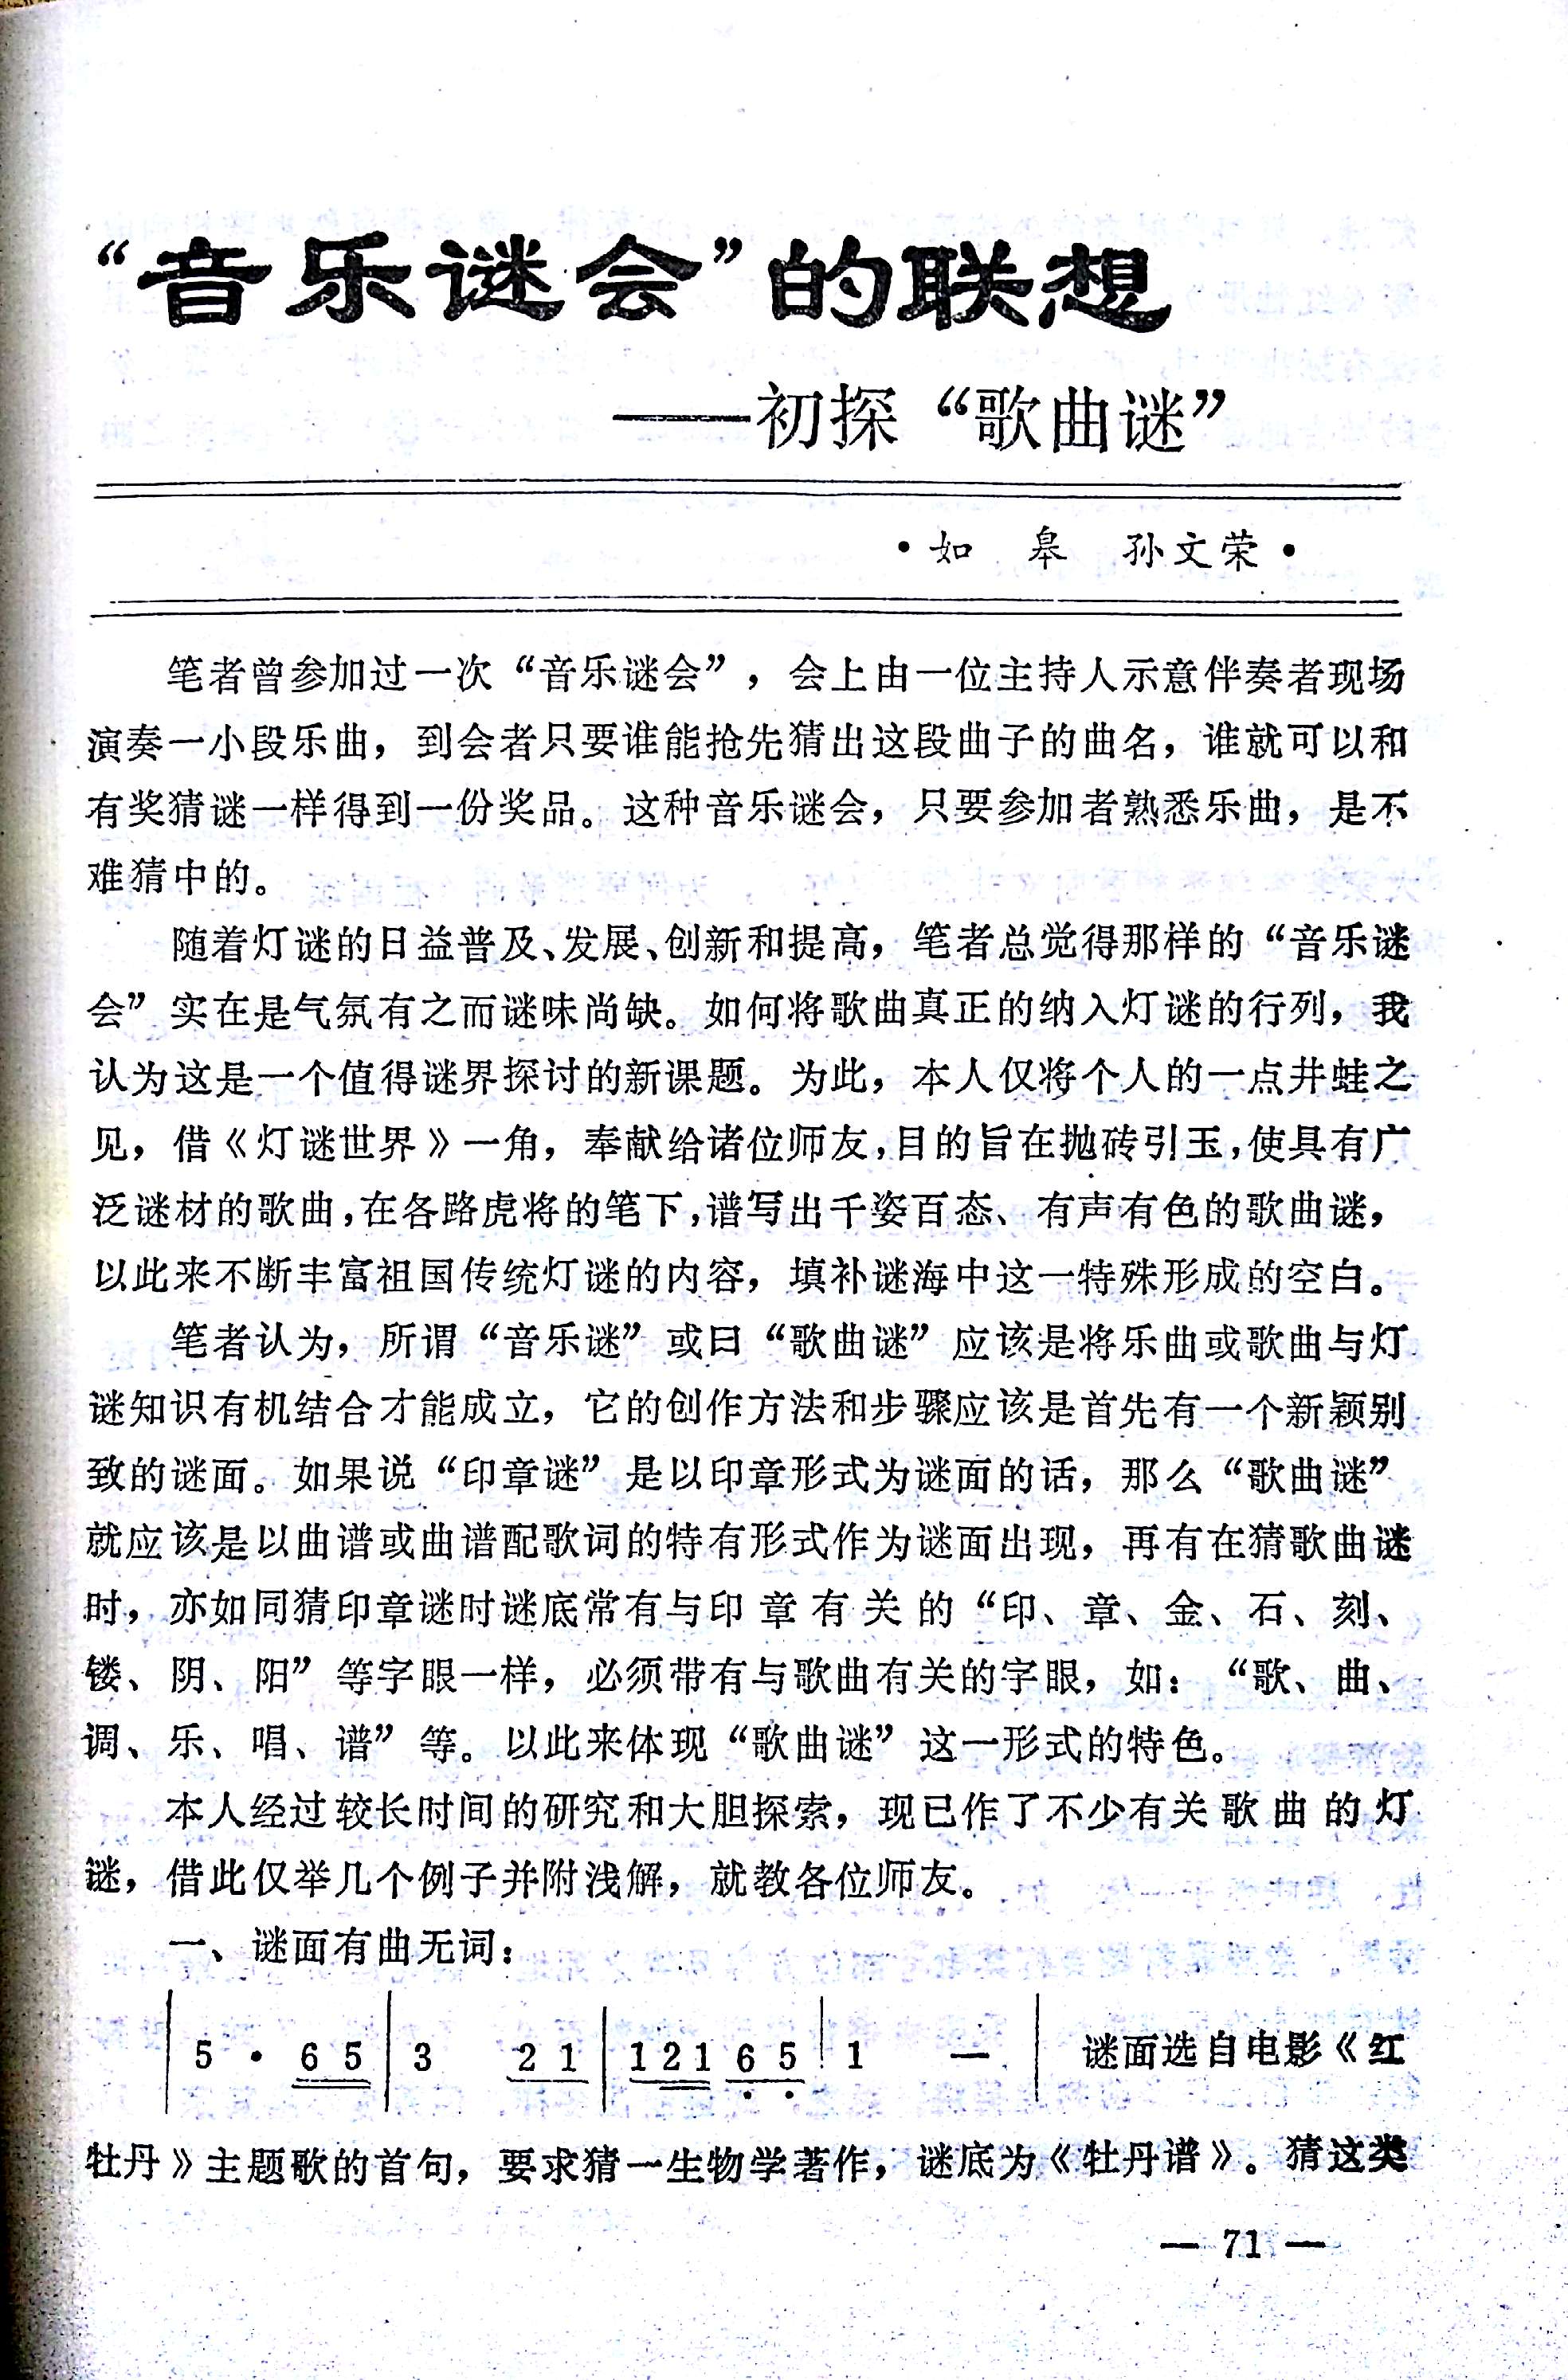 “音乐谜会”的联想
——初探“歌曲谜”
·如 皋 孙文荣·
笔者曾参加过一次“音乐谜会”，会上由一位主持人示意伴奏者现场
演奏一小段乐曲，到会者只要谁能抢先猜出这段曲子的曲名，谁就可以和
有奖猜谜一样得到一份奖品。这种音乐谜会，只要参加者熟悉乐曲，是不
难猜中的。
随着灯谜的日益普及、发展、创新和提高，笔者总觉得那样的“音乐谜
会”实在是气氛有之而谜味尚缺。如何将歌曲真正的纳入灯谜的行列，我
认为这是一个值得谜界探讨的新课题。为此，本人仅将个人的一点井蛙之
见，借《灯谜世界》一角，奉献给诸位师友，目的旨在抛砖引玉，使具有广
泛谜材的歌曲，在各路虎将的笔下，谱写出千姿百态、有声有色的歌曲谜，
以此来不断丰富祖国传统灯谜的内容，填补谜海中这一特殊形成的空白。
笔者认为，所谓“音乐谜”或曰“歌曲谜”应该是将乐曲或歌曲与灯
谜知识有机结合才能成立，它的创作方法和步骤应该是首先有一个新颖别
致的谜面。如果说“印章谜”是以印章形式为谜面的话，那么“歌曲谜”
就应该是以曲谱或曲谱配歌词的特有形式作为谜面出现，再有在猜歌曲谜
时，亦如同猜印章谜时谜底常有与印章有关的“印、章、金、石、刻、
镂、阴、阳”等字眼一样，必须带有与歌曲有关的字眼，如：“歌、曲、
调、乐、唱、谱”等。以此来体现“歌曲谜”这一形式的特色。
本人经过较长时间的研究和大胆探索，现已作了不少有关歌曲的灯
谜，借此仅举几个例子并附浅解，就教各位师友。
一、谜面有曲无词：
| 5 · 6 5 | 3 2 1 | 1 2 1 6 5 | 1 — | 谜面选自电影《红
牡丹》主题歌的首句，要求猜一生物学著作，谜底为《牡丹谱》。猜这类
— 71 —